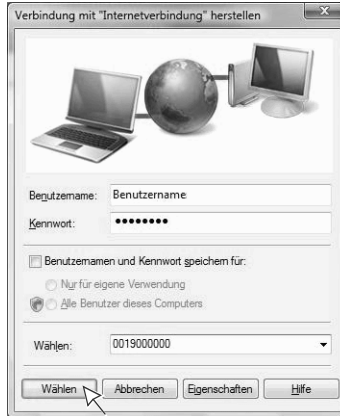 Verbindung mit "Internetverbindung" herstellen
Benutzername: Benutzername
Kennwort: ••••••••
Benutzernamen und Kennwort speichern für:
Nur für eigene Verwendung
Alle Benutzer dieses Computers
Wählen: 0019000000
Wählen Abbrechen Eigenschaften Hilfe